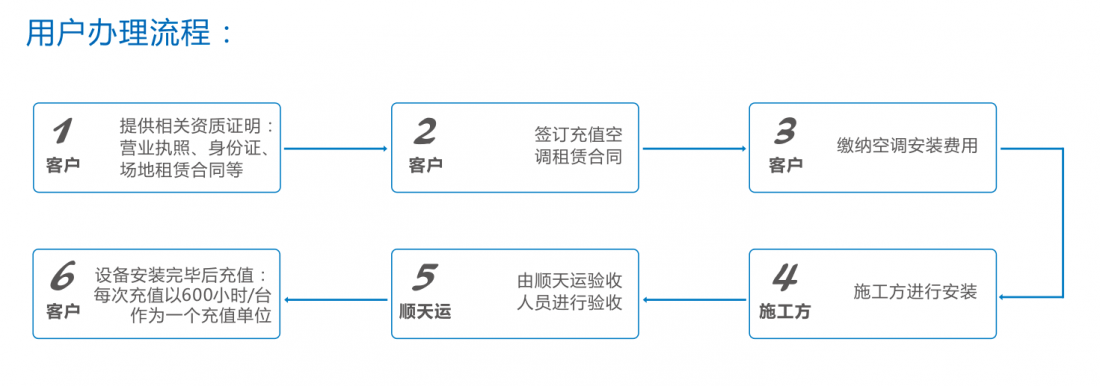 用户办理流程：
1
客户
提供相关资质证明：
营业执照、身份证、
场地租赁合同等
2
客户
签订充值空
调租赁合同
3
客户
缴纳空调安装费用
4
施工方
施工方进行安装
5
顺天运
由顺天运验收
人员进行验收
6
客户
设备安装完毕后充值：
每次充值以600小时/台
作为一个充值单位